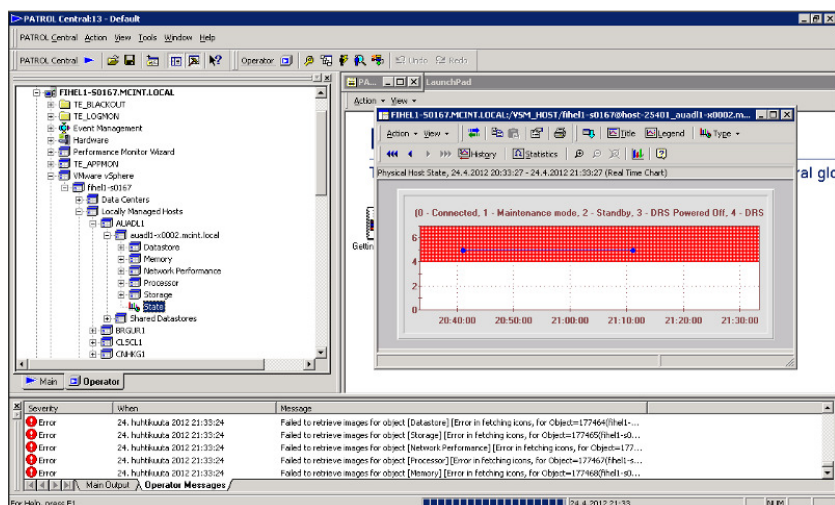 PATROL Central:13 - Default
PATROL Central Action View Tools Window Help
PATROL Central Operator Undo Redo
FIHEL1-S0167.MCINT.LOCAL
TE_BLACKOUT
TE_LOGMON
Event Management
Hardware
Performance Monitor Wizard
TE_APPMON
VMware vSphere
fihel1-s0167
Data Centers
Locally Managed Hosts
AUADL1
auadl1-x0002.mcint.local
Datastore
Memory
Network Performance
Processor
Storage
State
Shared Datastores
BRGUR1
CLSCL1
CNHKG1
Main Operator
PA... LaunchPad
Action View
FIHEL1-S0167.MCINT.LOCAL:/VSM_HOST/fihel1-s0167@host-25401_auadl1-x0002.m...
Action View Title Legend Type
History Statistics
Physical Host State, 24.4.2012 20:33:27 - 24.4.2012 21:33:27 (Real Time Chart)
(0 - Connected, 1 - Maintenance mode, 2 - Standby, 3 - DRS Powered Off, 4 - DRS
6
4
2
0
20:40:00 20:50:00 21:00:00 21:10:00 21:20:00 21:30:00
ral glo
Gettin
Severity When Message
Error 24. huhtikuuta 2012 21:33:24 Failed to retrieve images for object [Datastore] [Error in fetching icons, for Object=177464(fihel1-...
Error 24. huhtikuuta 2012 21:33:24 Failed to retrieve images for object [Storage] [Error in fetching icons, for Object=177465(fihel1-s0...
Error 24. huhtikuuta 2012 21:33:24 Failed to retrieve images for object [Network Performance] [Error in fetching icons, for Object=177...
Error 24. huhtikuuta 2012 21:33:24 Failed to retrieve images for object [Processor] [Error in fetching icons, for Object=177467(fihel1-s...
Error 24. huhtikuuta 2012 21:33:24 Failed to retrieve images for object [Memory] [Error in fetching icons, for Object=177468(fihel1-s0...
Main Output Operator Messages
For Help, press F1 24.4.2012 21:33 NUM